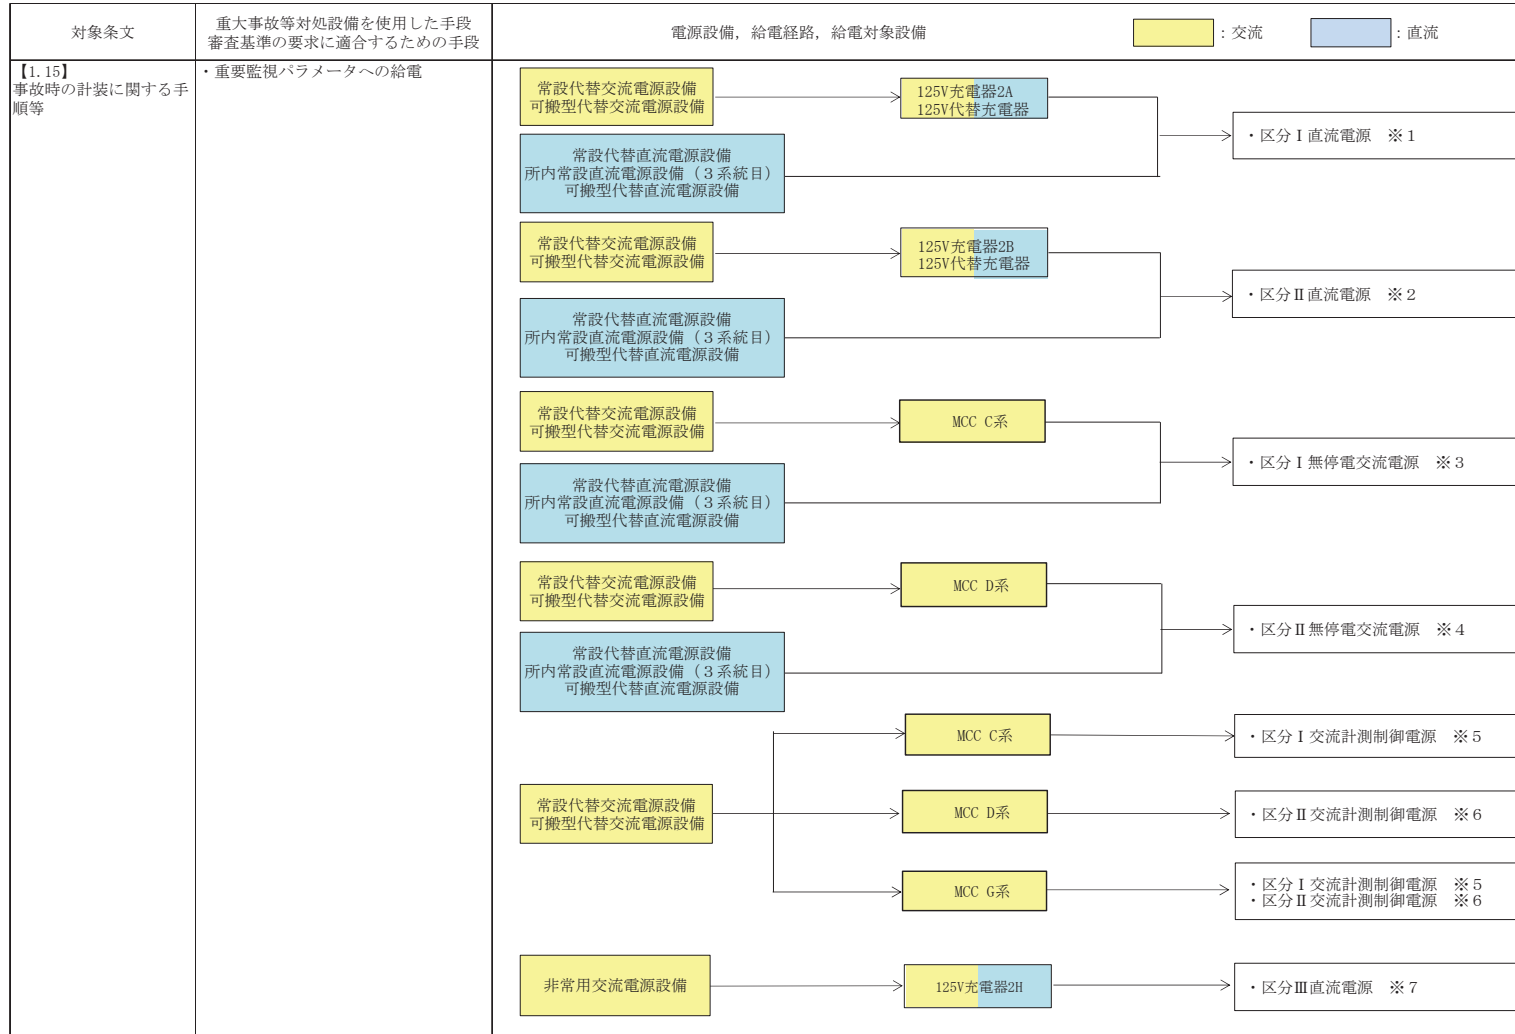 対象条文
重大事故等対処設備を使用した手段
審査基準の要求に適合するための手段
電源設備，給電経路，給電対象設備
：交流
：直流
【1.15】
事故時の計装に関する手
順等
・重要監視パラメータへの給電
常設代替交流電源設備
可搬型代替交流電源設備
125V充電器2A
125V代替充電器
・区分Ⅰ直流電源　※１
常設代替直流電源設備
所内常設直流電源設備（３系統目）
可搬型代替直流電源設備
常設代替交流電源設備
可搬型代替交流電源設備
125V充電器2B
125V代替充電器
・区分Ⅱ直流電源　※２
常設代替直流電源設備
所内常設直流電源設備（３系統目）
可搬型代替直流電源設備
常設代替交流電源設備
可搬型代替交流電源設備
MCC C系
・区分Ⅰ無停電交流電源　※３
常設代替直流電源設備
所内常設直流電源設備（３系統目）
可搬型代替直流電源設備
常設代替交流電源設備
可搬型代替交流電源設備
MCC D系
・区分Ⅱ無停電交流電源　※４
常設代替直流電源設備
所内常設直流電源設備（３系統目）
可搬型代替直流電源設備
MCC C系
・区分Ⅰ交流計測制御電源　※５
常設代替交流電源設備
可搬型代替交流電源設備
MCC D系
・区分Ⅱ交流計測制御電源　※６
MCC G系
・区分Ⅰ交流計測制御電源　※５
・区分Ⅱ交流計測制御電源　※６
非常用交流電源設備
125V充電器2H
・区分Ⅲ直流電源　※７